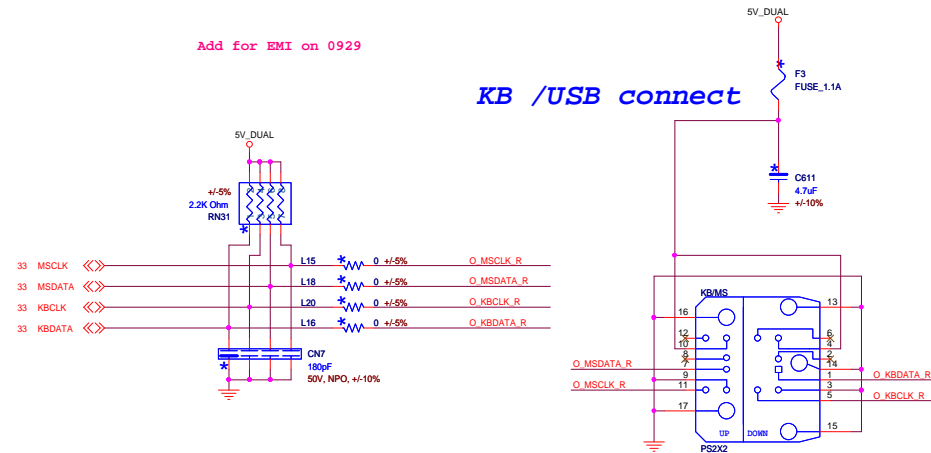 5V_DUAL
Add for EMI on 0929
F3
FUSE_1.1A
KB /USB connect
5V_DUAL
C611
4.7uF
+/-10%
+/-5%
2.2K Ohm
RN31
33 MSCLK
L15
0 +/-5%
O_MSCLK_R
33 MSDATA
L18
0 +/-5%
O_MSDATA_R
33 KBCLK
L20
0 +/-5%
O_KBCLK_R
33 KBDATA
L16
0 +/-5%
O_KBDATA_R
CN7
180pF
50V, NPO, +/-10%
KB/MS
13
16
12
6
10
4
8
2
O_MSDATA_R
7
14
9
1
O_KBDATA_R
O_MSCLK_R
11
3
5
O_KBCLK_R
17
15
UP
DOWN
PS2X2